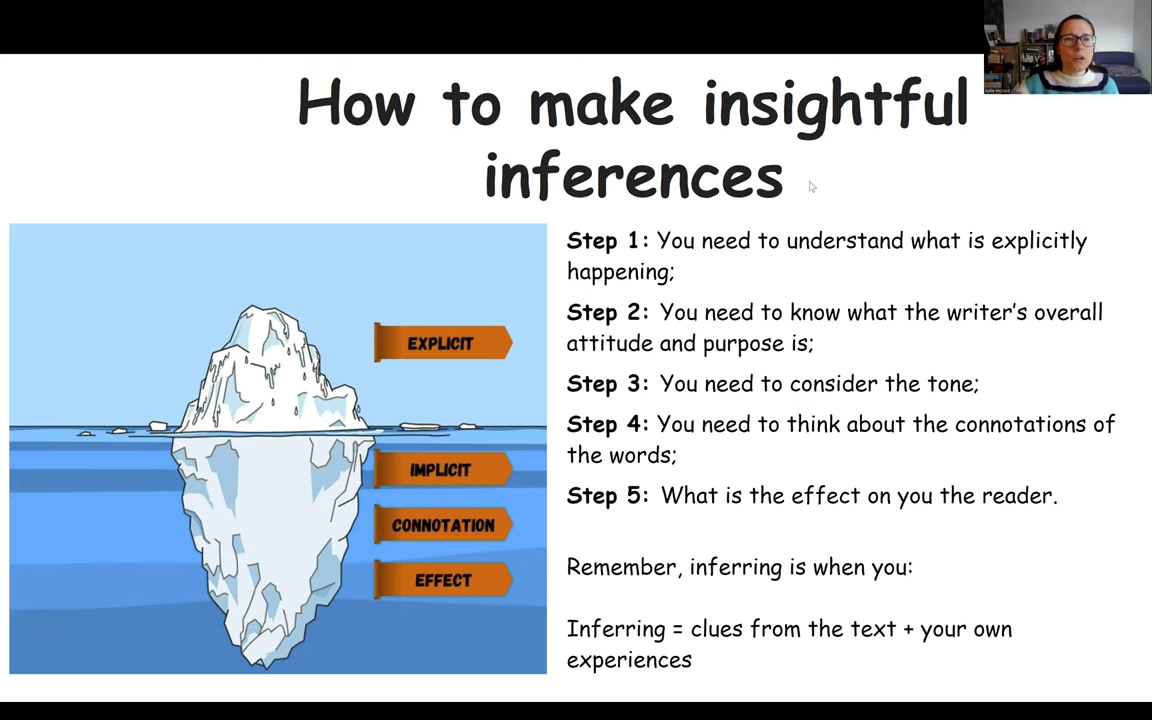 How to make insightful
inferences
EXPLICIT
IMPLICIT
CONNOTATION
EFFECT
Step 1: You need to understand what is explicitly
happening;
Step 2: You need to know what the writer's overall
attitude and purpose is;
Step 3: You need to consider the tone;
Step 4: You need to think about the connotations of
the words;
Step 5: What is the effect on you the reader.
Remember, inferring is when you:
Inferring = clues from the text + your own
experiences